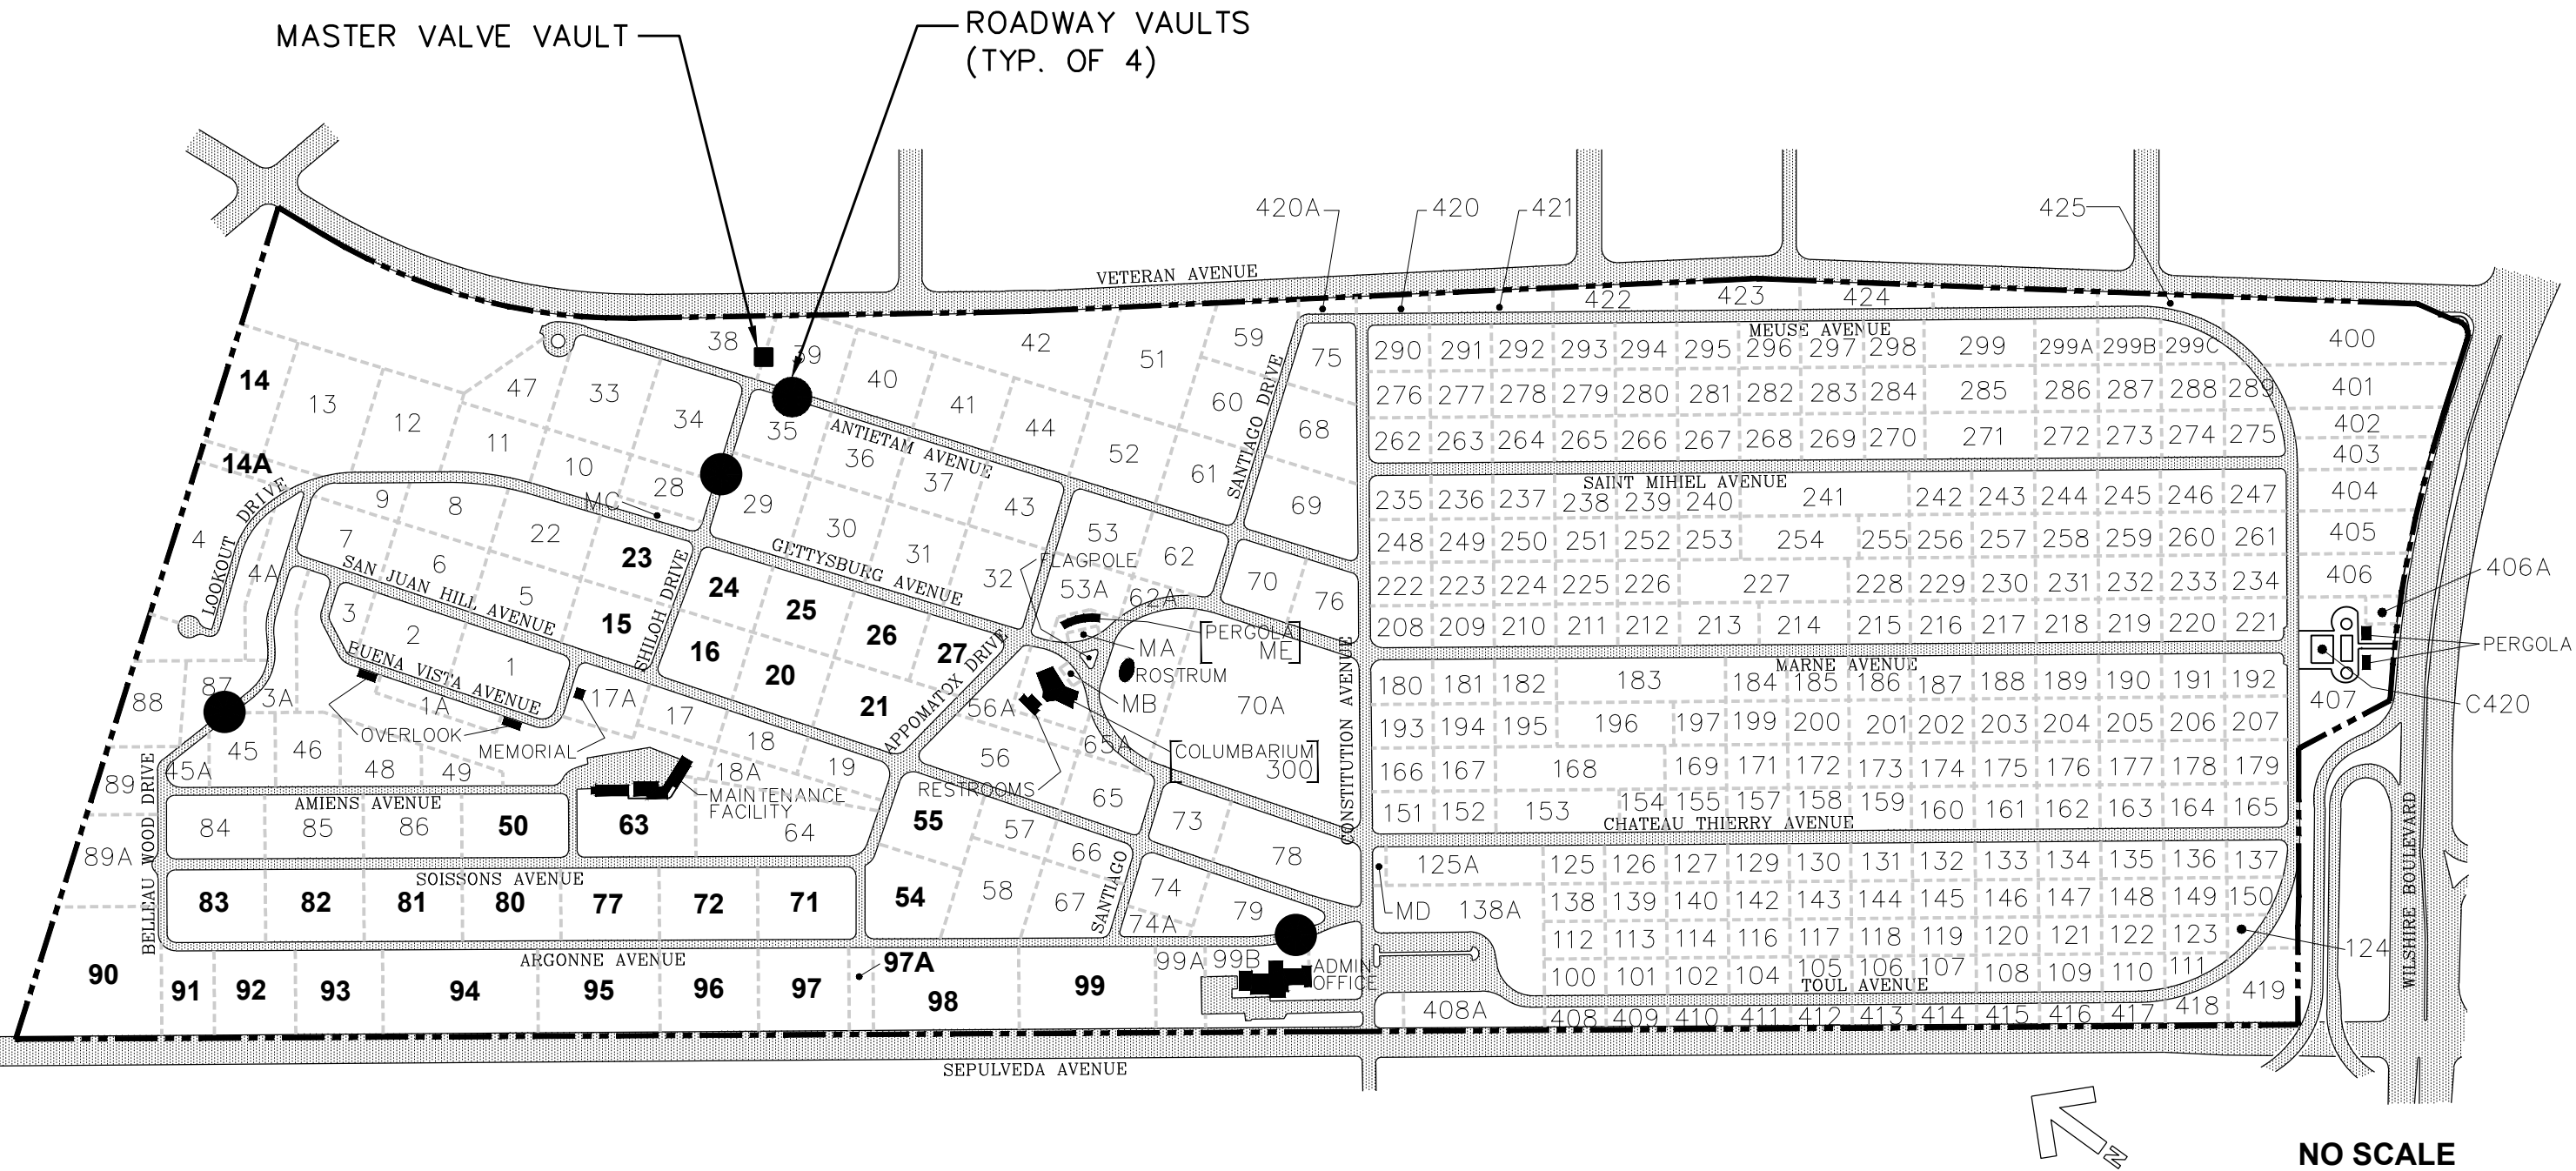 MASTER VALVE VAULT
ROADWAY VAULTS
(TYP. OF 4)
420A
420
421
425
VETERAN AVENUE
422
423
424
MEUSE AVENUE
38
39
42
59
51
75
40
41
60
44
68
52
61
69
14
13
12
47
33
34
11
10
28
14A
35
36
37
43
29
30
31
32
ANTIETAM AVENUE
GETTYSBURG AVENUE
SANTIAGO DRIVE
MC
9
8
7
22
6
5
4
4A
23
15
LOOKOUT DRIVE
SAN JUAN HILL AVENUE
SHILOH DRIVE
3
2
1
BUENA VISTA AVENUE
24
25
26
27
16
20
21
APPOMATOX DRIVE
FLAGPOLE
53
53A
62
62A
70
76
PERGOLA
ME
MA
ROSTRUM
MB
70A
CONSTITUTION AVENUE
88
87
3A
1A
17A
17
18
18A
19
OVERLOOK
MEMORIAL
45
46
45A
48
49
89
89A
AMIENS AVENUE
MAINTENANCE
FACILITY
56A
56
65A
65
COLUMBARIUM
300
RESTROOMS
84
85
86
50
63
64
55
57
66
73
78
BELLEAU WOOD DRIVE
SOISSONS AVENUE
83
82
81
80
77
72
71
54
58
67
SANTIAGO
74
74A
79
ARGONNE AVENUE
90
91
92
93
94
95
96
97
97A
98
99
99A
99B
ADMIN
OFFICE
SEPULVEDA AVENUE
290 291 292 293 294 295 296 297 298 299 299A 299B 299C
276 277 278 279 280 281 282 283 284 285 286 287 288 289
262 263 264 265 266 267 268 269 270 271 272 273 274 275
SAINT MIHIEL AVENUE
235 236 237 238 239 240 241 242 243 244 245 246 247
248 249 250 251 252 253 254 255 256 257 258 259 260 261
222 223 224 225 226 227 228 229 230 231 232 233 234
208 209 210 211 212 213 214 215 216 217 218 219 220 221
MARNE AVENUE
180 181 182 183 184 185 186 187 188 189 190 191 192
193 194 195 196 197 199 200 201 202 203 204 205 206 207
166 167 168 169 171 172 173 174 175 176 177 178 179
151 152 153 154 155 157 158 159 160 161 162 163 164 165
CHATEAU THIERRY AVENUE
125A 125 126 127 129 130 131 132 133 134 135 136 137
MD 138A 138 139 140 142 143 144 145 146 147 148 149 150
112 113 114 116 117 118 119 120 121 122 123
124
100 101 102 104 105 106 107 108 109 110 111
TOUL AVENUE
408A 408 409 410 411 412 413 414 415 416 417 418 419
400
401
402
403
404
405
406
406A
PERGOLA
407
C420
WILSHIRE BOULEVARD
N
NO SCALE